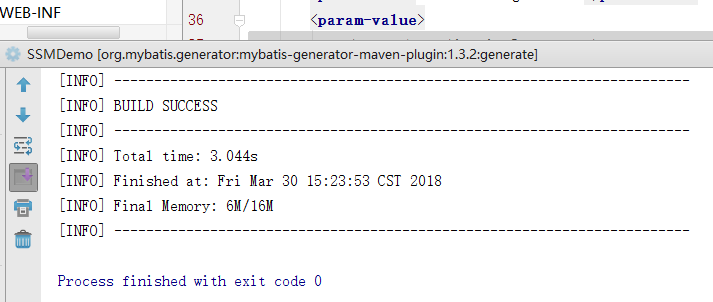 WEB-INF
36
<param-value>
SSMDemo [org.mybatis.generator:mybatis-generator-maven-plugin:1.3.2:generate]
[INFO] ------------------------------------------------------------------------
[INFO] BUILD SUCCESS
[INFO] ------------------------------------------------------------------------
[INFO] Total time: 3.044s
[INFO] Finished at: Fri Mar 30 15:23:53 CST 2018
[INFO] Final Memory: 6M/16M
[INFO] ------------------------------------------------------------------------
Process finished with exit code 0